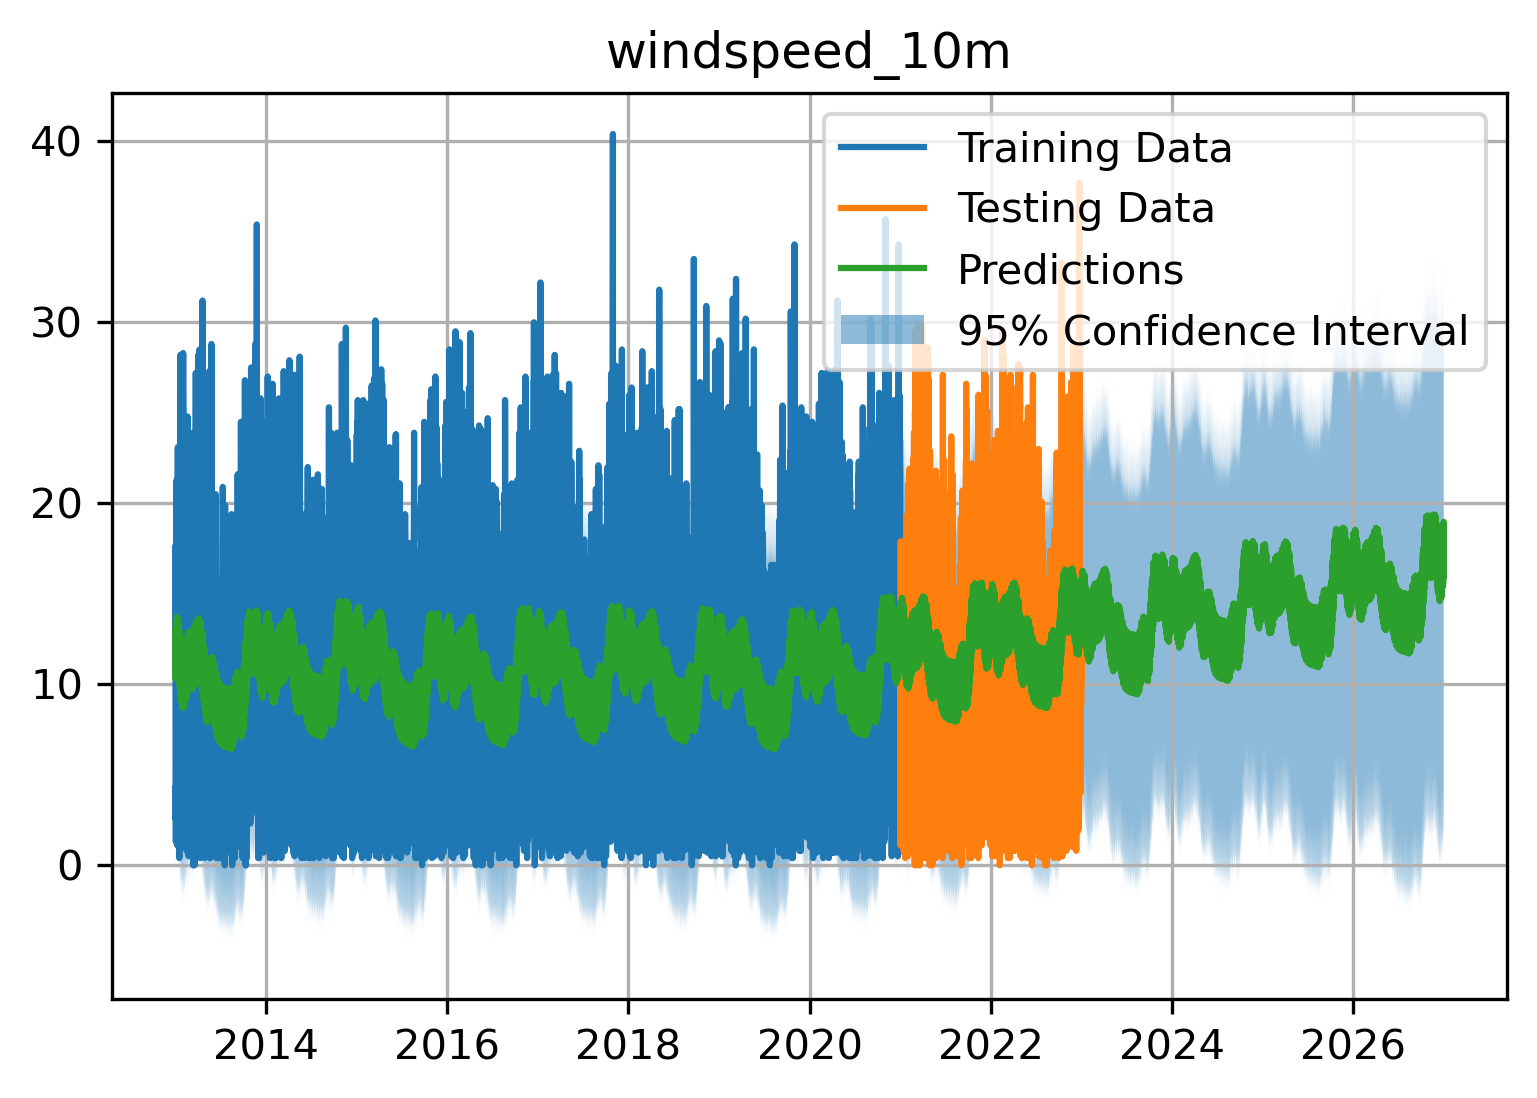 windspeed_10m
40
30
20
10
0
Training Data
Testing Data
Predictions
95% Confidence Interval
2014 2016 2018 2020 2022 2024 2026